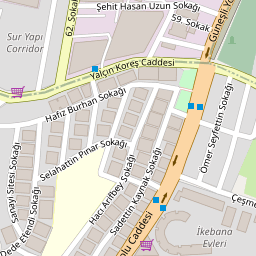 Şehit Hasan Uzun Sokağı
59. Sokak
62. Sokak
Güneşli Yo
Sur Yapı
Corridor
Yalçın Koreş Caddesi
Hafız Burhan Sokağı
Ömer Seyfettin Sokağı
Selahattin Pınar Sokağı
Sanayi Sitesi Sokağı
Hacı Arifbey Sokağı
Sadettin Kaynak Sokağı
Çeşme
Dede Efendi Sokağı
olu Caddesi
Ikebana
Evleri